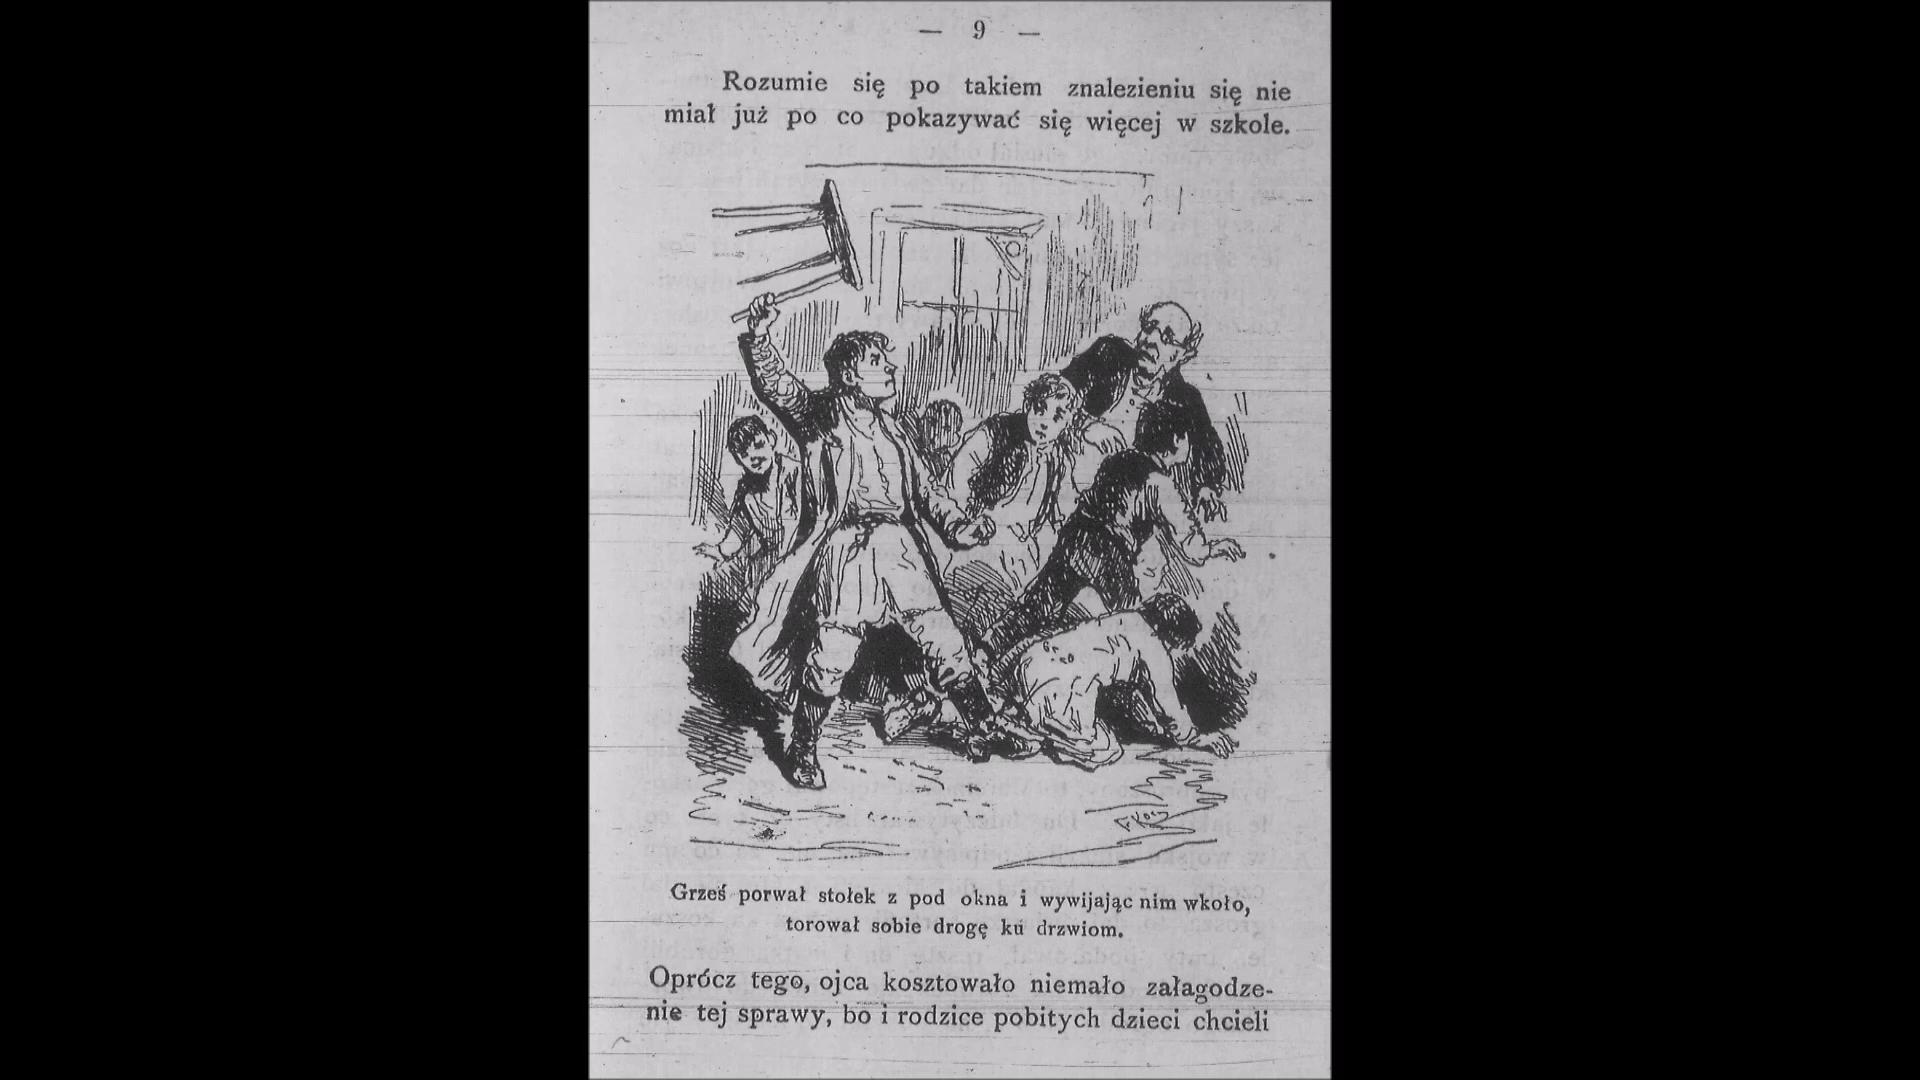 — 9 —
Rozumie się po takiem znalezieniu się nie
miał już po co pokazywać się więcej w szkole.
Grześ porwał stołek z pod okna i wywijając nim wkoło,
torował sobie drogę ku drzwiom.
Oprócz tego, ojca kosztowało niemało załagodze-
nie tej sprawy, bo i rodzice pobitych dzieci chcieli